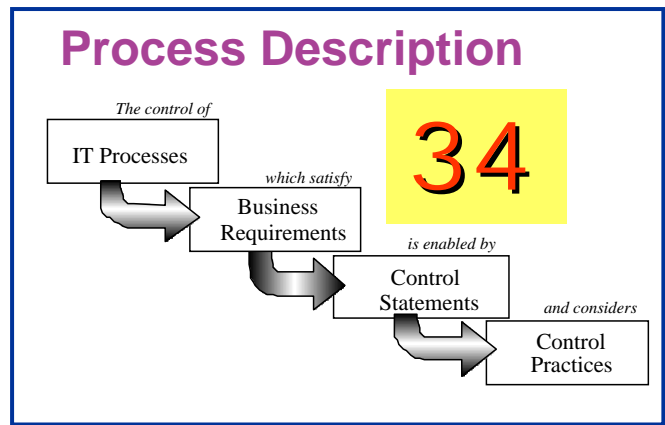 Process Description
34
The control of
IT Processes
which satisfy
Business
Requirements
is enabled by
Control
Statements
and considers
Control
Practices